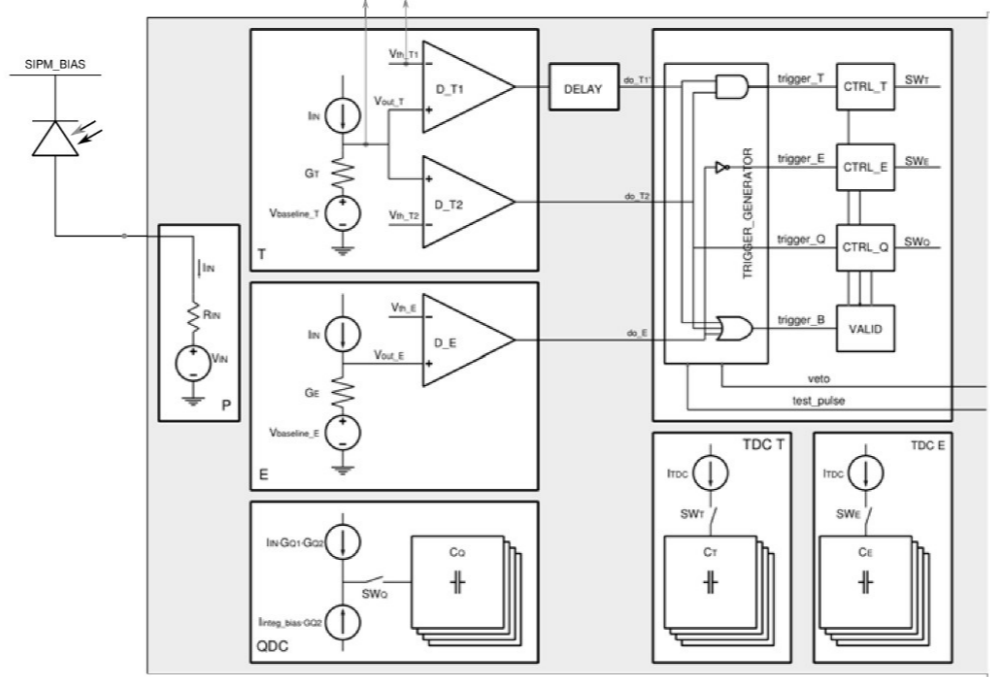 SIPM_BIAS
IIN
RIN
VIN
P
Vth_T1
D_T1
Vout_T
IIN
GT
Vbaseline_T
D_T2
Vth_T2
T
DELAY
do_T1'
do_T2
Vth_E
D_E
Vout_E
IIN
GE
Vbaseline_E
E
do_E
TRIGGER_GENERATOR
trigger_T
CTRL_T
SWT
trigger_E
CTRL_E
SWE
trigger_Q
CTRL_Q
SWQ
trigger_B
VALID
veto
test_pulse
IIN·GQ1·GQ2
CQ
SWQ
Iinteg_bias·GQ2
QDC
TDC T
ITDC
SWT
CT
TDC E
ITDC
SWE
CE